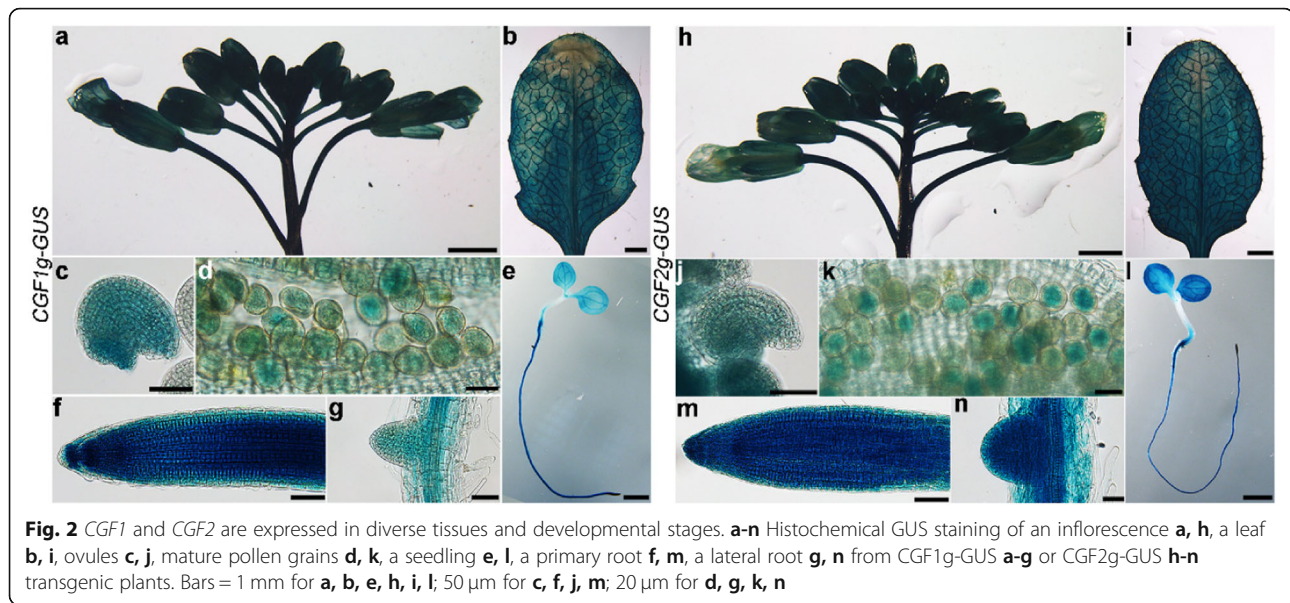 CGF1g-GUS
a
b
c
d
e
f
g
CGF2g-GUS
h
i
j
k
l
m
n
Fig. 2 CGF1 and CGF2 are expressed in diverse tissues and developmental stages. a-n Histochemical GUS staining of an inflorescence a, h, a leaf
b, i, ovules c, j, mature pollen grains d, k, a seedling e, l, a primary root f, m, a lateral root g, n from CGF1g-GUS a-g or CGF2g-GUS h-n
transgenic plants. Bars = 1 mm for a, b, e, h, i, l; 50 μm for c, f, j, m; 20 μm for d, g, k, n